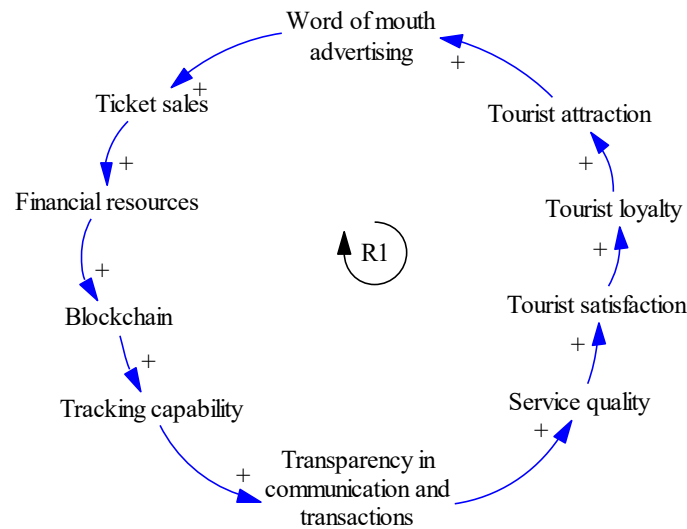 Word of mouth
advertising
+
+
Ticket sales
Tourist attraction
+
+
Financial resources
Tourist loyalty
R1
+
+
Blockchain
Tourist satisfaction
+
+
Tracking capability
Service quality
+
+
Transparency in
communication and
transactions